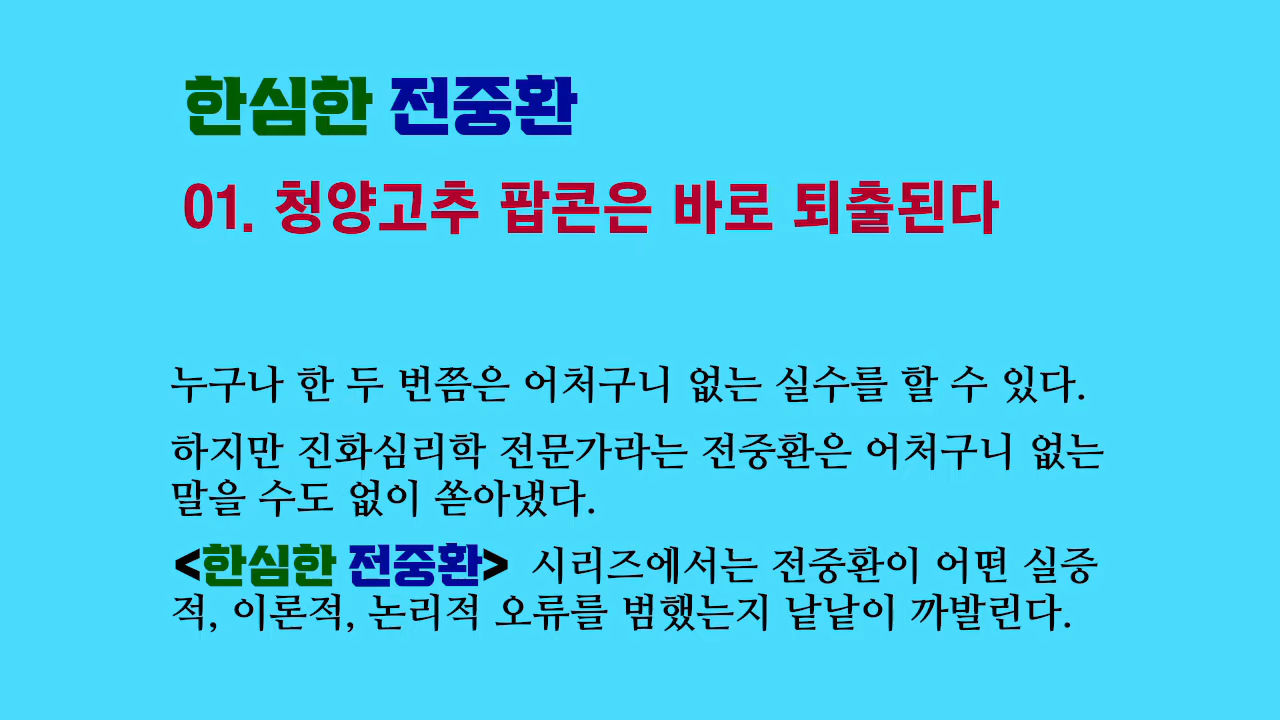 한심한 전중환
01. 청양고추 팝콘은 바로 퇴출된다
누구나 한 두 번쯤은 어처구니 없는 실수를 할 수 있다.
하지만 진화심리학 전문가라는 전중환은 어처구니 없는
말을 수도 없이 쏟아냈다.
<한심한 전중환> 시리즈에서는 전중환이 어떤 실증
적, 이론적, 논리적 오류를 범했는지 낱낱이 까발린다.